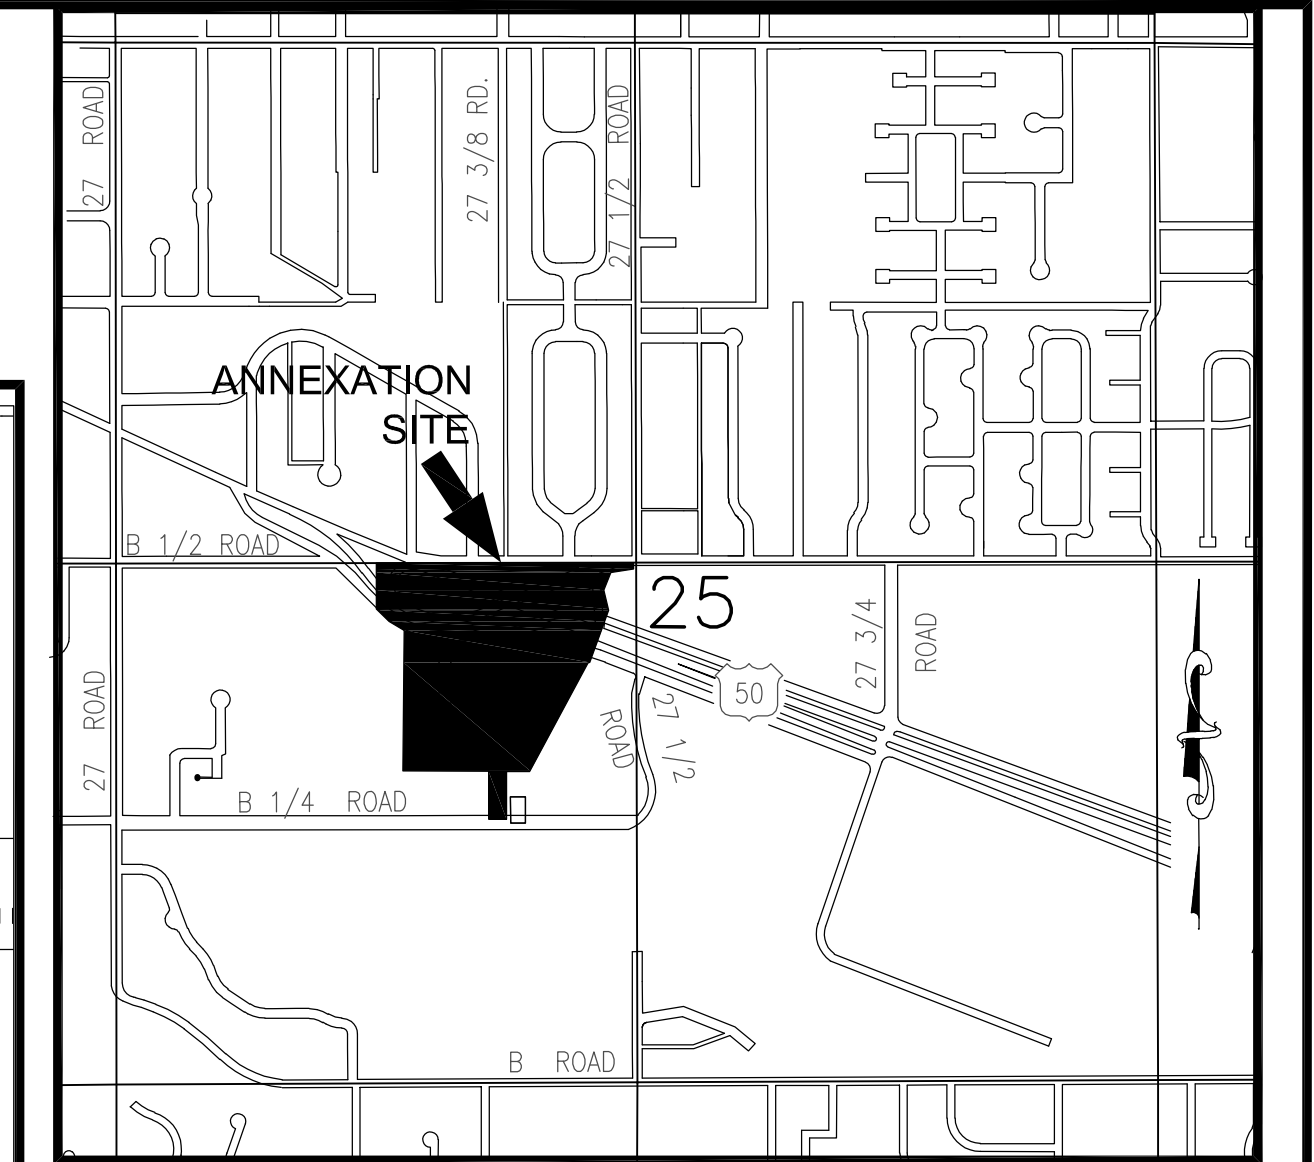 27 ROAD
27 3/8 RD.
27 1/2 ROAD
ANNEXATION
SITE
B 1/2 ROAD
25
27 3/4
ROAD
27 ROAD
50
27 1/2
ROAD
B 1/4 ROAD
B ROAD